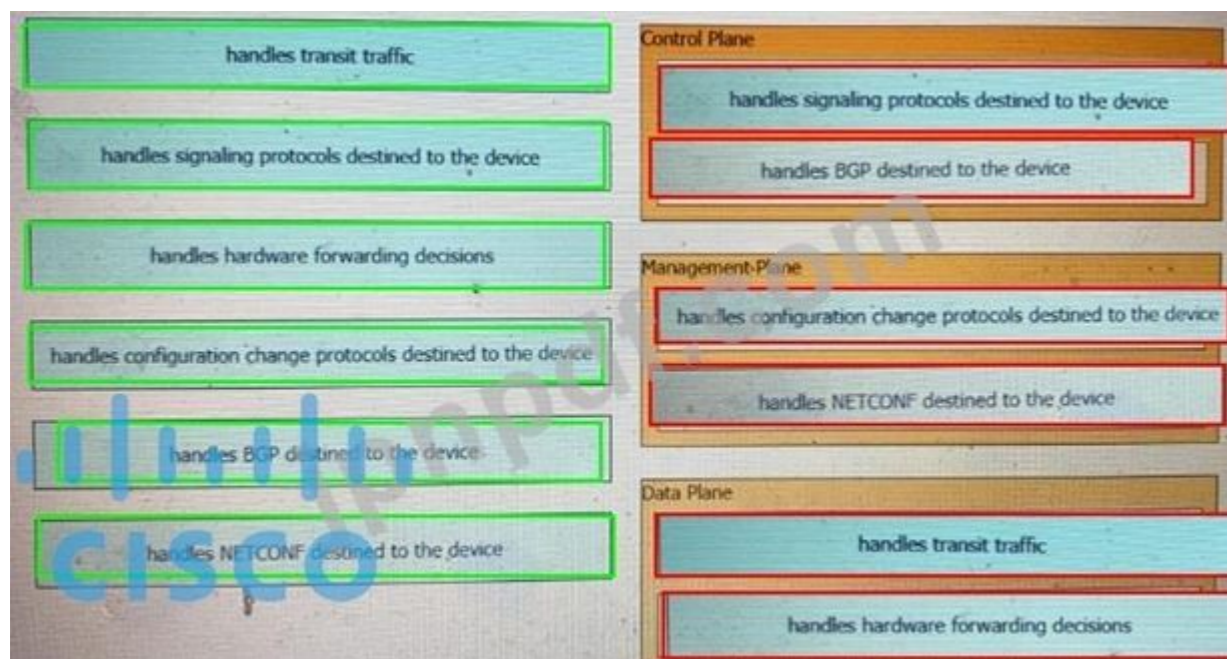 handles transit traffic
handles signaling protocols destined to the device
handles hardware forwarding decisions
handles configuration change protocols destined to the device
handles BGP destined to the device
handles NETCONF destined to the device
CISCO
Control Plane
handles signaling protocols destined to the device
handles BGP destined to the device
Management-Plane
handles configuration change protocols destined to the device
handles NETCONF destined to the device
Data Plane
handles transit traffic
handles hardware forwarding decisions